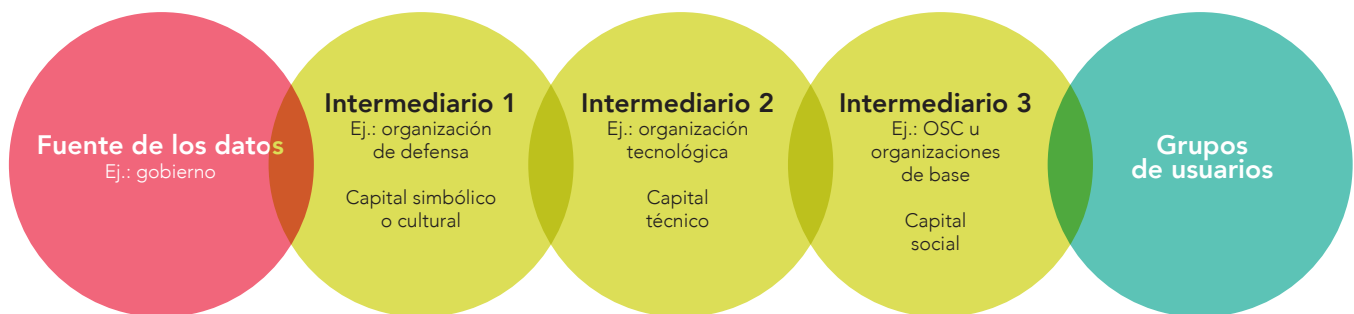 Fuente de los datos
Ej.: gobierno
Intermediario 1
Ej.: organización
de defensa
Capital simbólico
o cultural
Intermediario 2
Ej.: organización
tecnológica
Capital
técnico
Intermediario 3
Ej.: OSC u
organizaciones
de base
Capital
social
Grupos
de usuarios